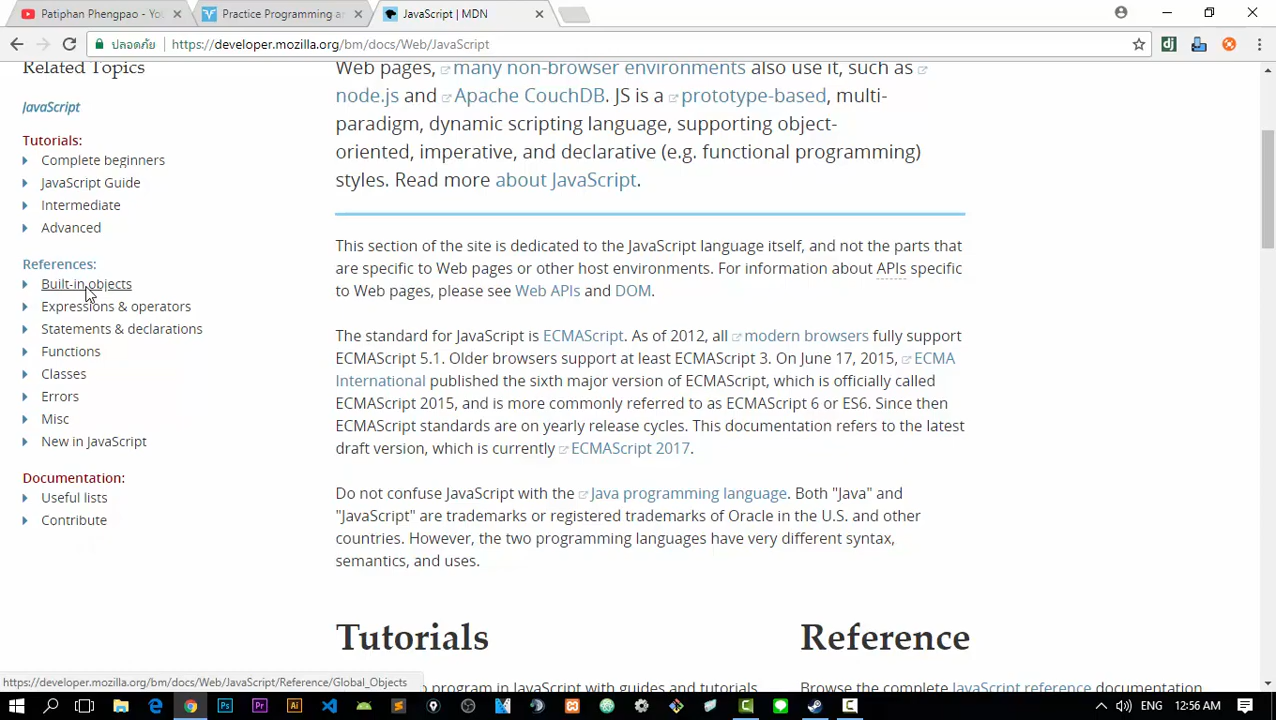 Patiphan Phengpao - You
Practice Programming an
JavaScript | MDN
ปลอดภัย
https://developer.mozilla.org/bm/docs/Web/JavaScript
Related Topics
JavaScript
Tutorials:
Complete beginners
JavaScript Guide
Intermediate
Advanced
References:
Built-in objects
Expressions & operators
Statements & declarations
Functions
Classes
Errors
Misc
New in JavaScript
Documentation:
Useful lists
Contribute
Web pages, many non-browser environments also use it, such as
node.js and Apache CouchDB. JS is a prototype-based, multi-
paradigm, dynamic scripting language, supporting object-
oriented, imperative, and declarative (e.g. functional programming)
styles. Read more about JavaScript.
This section of the site is dedicated to the JavaScript language itself, and not the parts that
are specific to Web pages or other host environments. For information about APIs specific
to Web pages, please see Web APIs and DOM.
The standard for JavaScript is ECMAScript. As of 2012, all modern browsers fully support
ECMAScript 5.1. Older browsers support at least ECMAScript 3. On June 17, 2015, ECMA
International published the sixth major version of ECMAScript, which is officially called
ECMAScript 2015, and is more commonly referred to as ECMAScript 6 or ES6. Since then
ECMAScript standards are on yearly release cycles. This documentation refers to the latest
draft version, which is currently ECMAScript 2017.
Do not confuse JavaScript with the Java programming language. Both "Java" and
"JavaScript" are trademarks or registered trademarks of Oracle in the U.S. and other
countries. However, the two programming languages have very different syntax,
semantics, and uses.
Tutorials
Reference
program in JavaScript with guides and tutorials
Browse the complete JavaScript reference documentation
https://developer.mozilla.org/bm/docs/Web/JavaScript/Reference/Global_Objects
ENG
12:56 AM